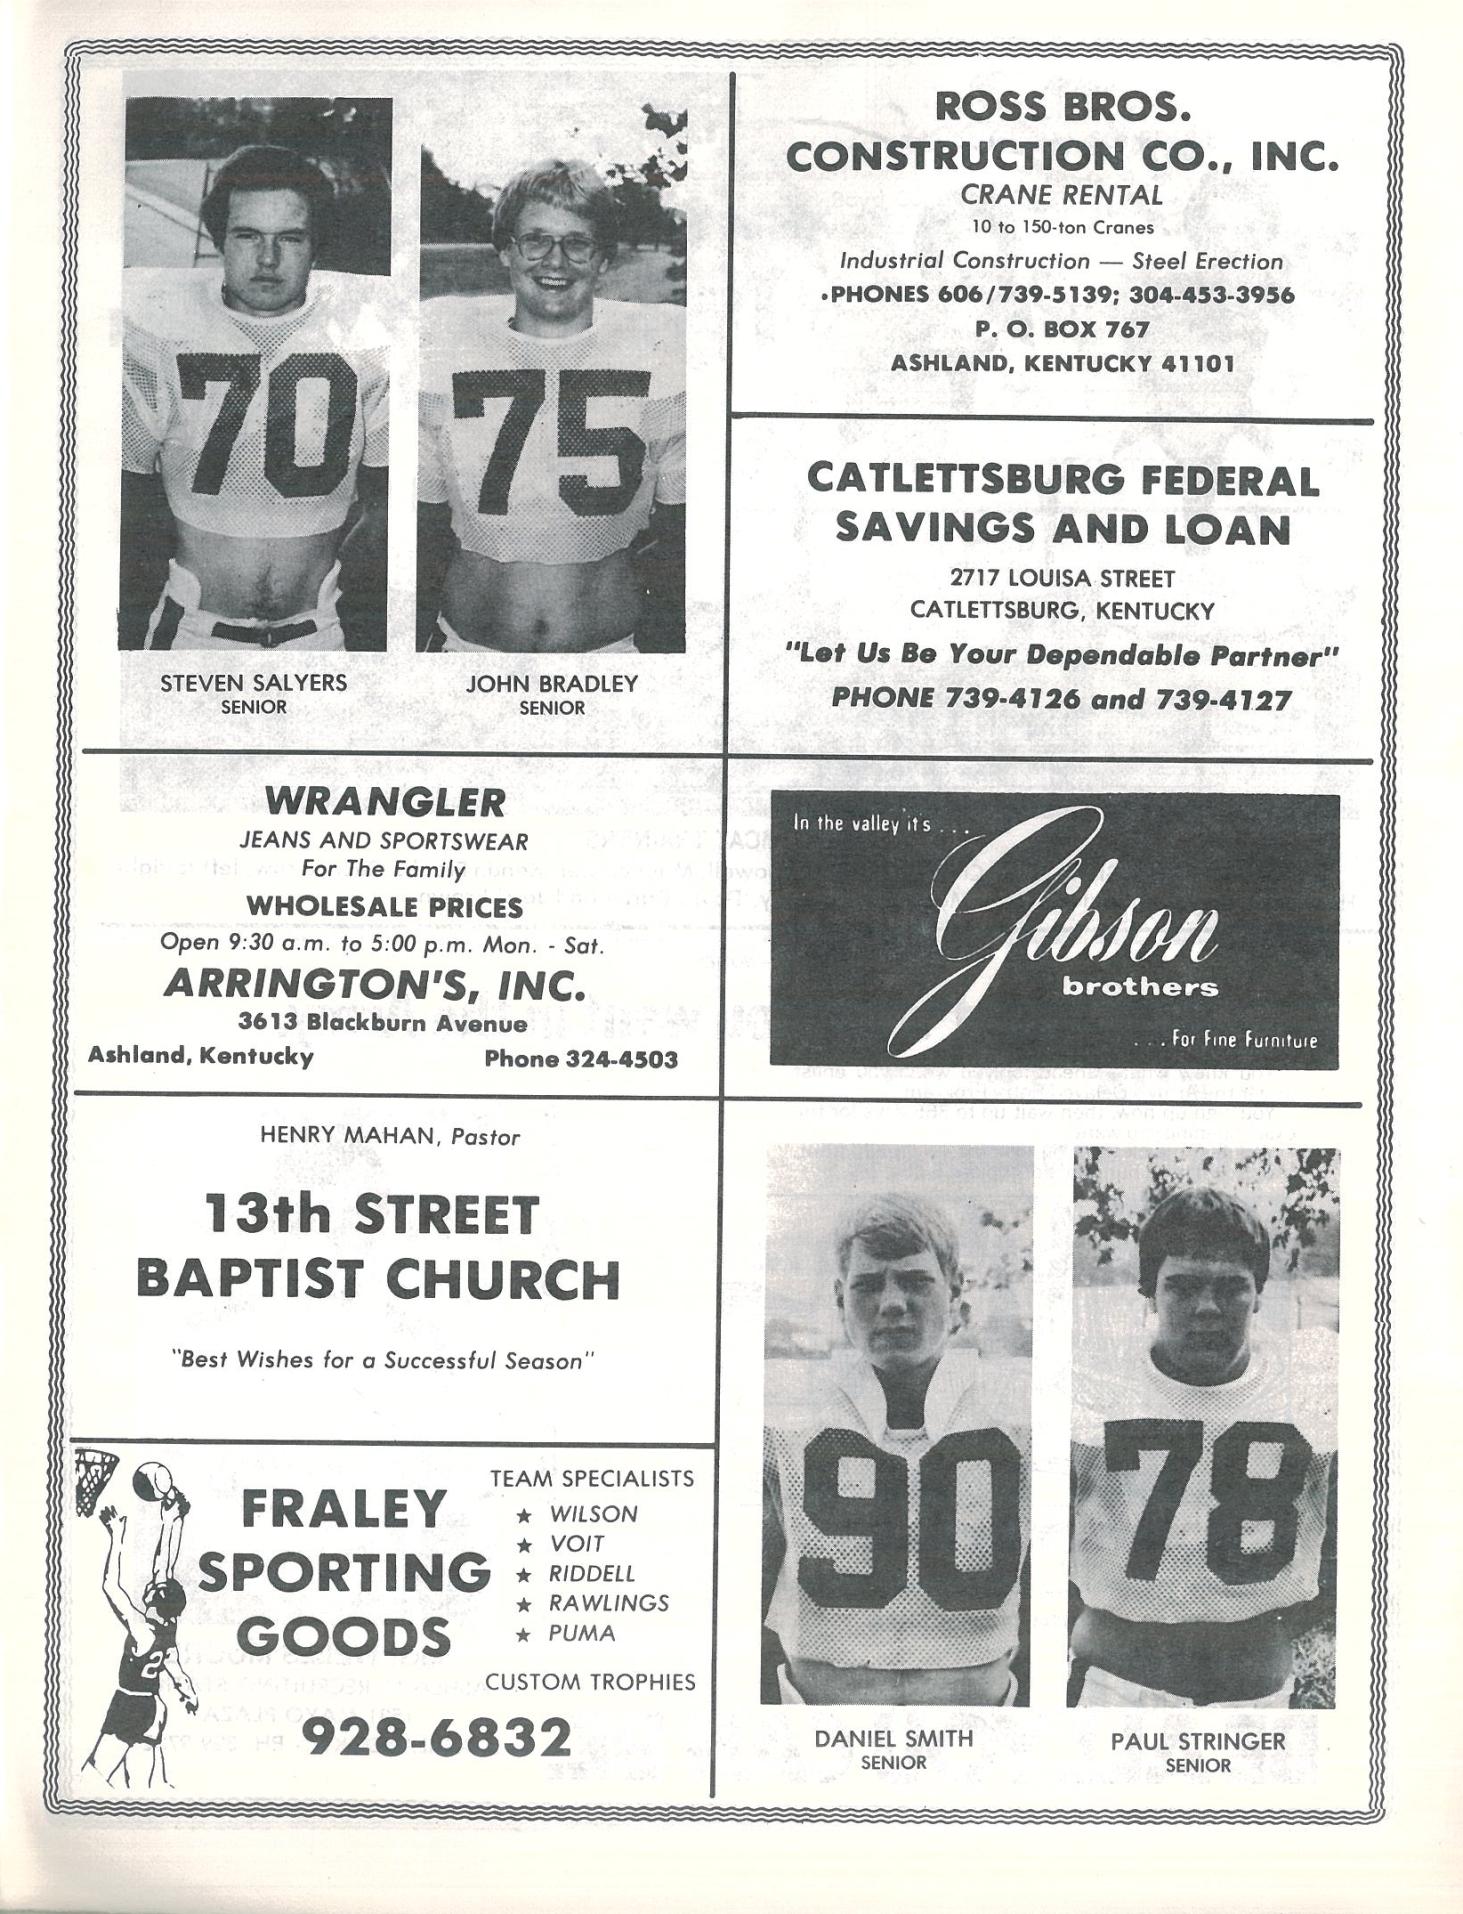 70
75
STEVEN SALYERS
SENIOR
JOHN BRADLEY
SENIOR
ROSS BROS.
CONSTRUCTION CO., INC.
CRANE RENTAL
10 to 150-ton Cranes
Industrial Construction — Steel Erection
PHONES 606/739-5139; 304-453-3956
P. O. BOX 767
ASHLAND, KENTUCKY 41101
CATLETTSBURG FEDERAL
SAVINGS AND LOAN
2717 LOUISA STREET
CATLETTSBURG, KENTUCKY
"Let Us Be Your Dependable Partner"
PHONE 739-4126 and 739-4127
WRANGLER
JEANS AND SPORTSWEAR
For The Family
WHOLESALE PRICES
Open 9:30 a.m. to 5:00 p.m. Mon. - Sat.
ARRINGTON'S, INC.
3613 Blackburn Avenue
Ashland, Kentucky Phone 324-4503
In the valley it's . . .
Gibson
brothers
. . . For Fine Furniture
HENRY MAHAN, Pastor
13th STREET
BAPTIST CHURCH
"Best Wishes for a Successful Season"
FRALEY
SPORTING
GOODS
TEAM SPECIALISTS
★ WILSON
★ VOIT
★ RIDDELL
★ RAWLINGS
★ PUMA
CUSTOM TROPHIES
928-6832
2
90
78
DANIEL SMITH
SENIOR
PAUL STRINGER
SENIOR